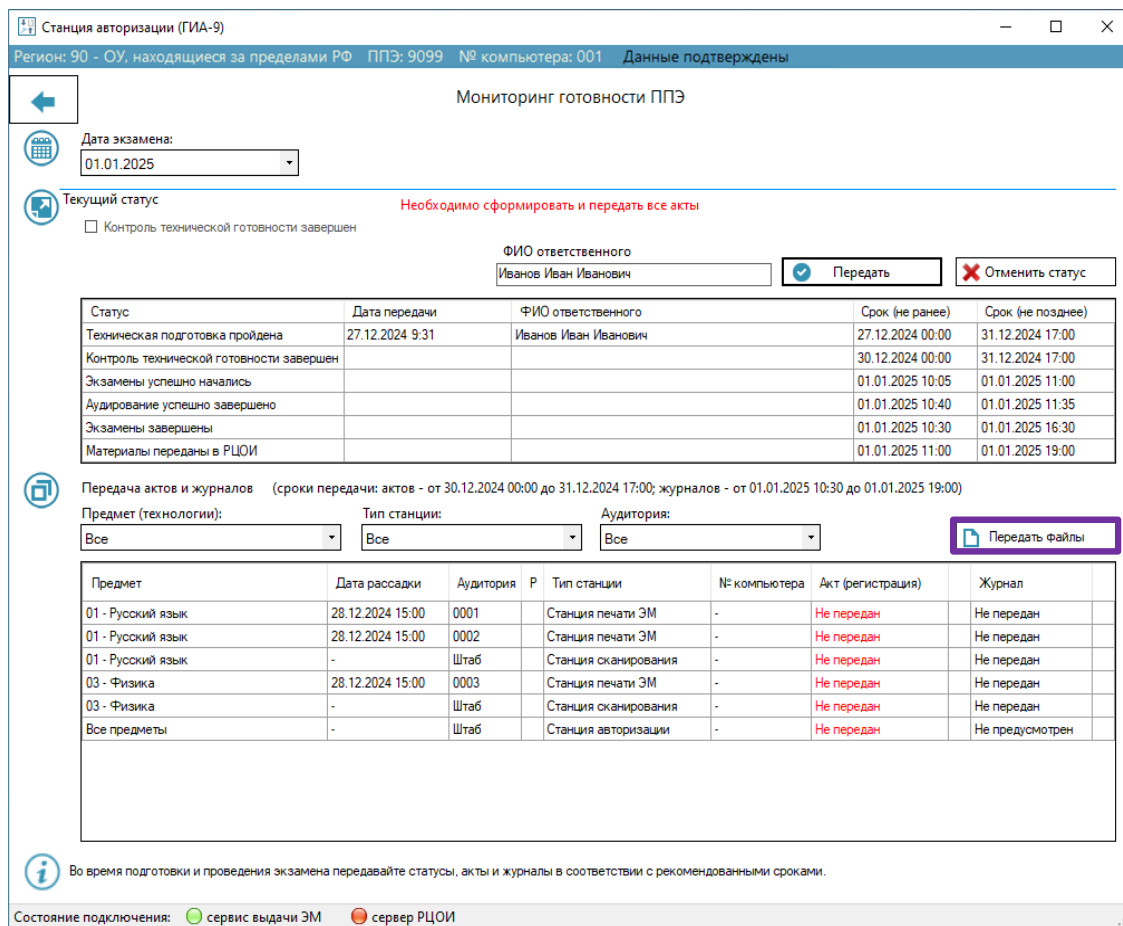 Станция авторизации (ГИА-9)
Регион: 90 - ОУ, находящиеся за пределами РФ ППЭ: 9099 № компьютера: 001 Данные подтверждены
Мониторинг готовности ППЭ
Дата экзамена:
01.01.2025
Текущий статус
Необходимо сформировать и передать все акты
Контроль технической готовности завершен
ФИО ответственного
Иванов Иван Иванович Передать Отменить статус
Статус Дата передачи ФИО ответственного Срок (не ранее) Срок (не позднее)
Техническая подготовка пройдена 27.12.2024 9:31 Иванов Иван Иванович 27.12.2024 00:00 31.12.2024 17:00
Контроль технической готовности завершен 30.12.2024 00:00 31.12.2024 17:00
Экзамены успешно начались 01.01.2025 10:05 01.01.2025 11:00
Аудирование успешно завершено 01.01.2025 10:40 01.01.2025 11:35
Экзамены завершены 01.01.2025 10:30 01.01.2025 16:30
Материалы переданы в РЦОИ 01.01.2025 11:00 01.01.2025 19:00
Передача актов и журналов (сроки передачи: актов - от 30.12.2024 00:00 до 31.12.2024 17:00; журналов - от 01.01.2025 10:30 до 01.01.2025 19:00)
Предмет (технологии): Тип станции: Аудитория:
Все Все Все Передать файлы
Предмет Дата рассадки Аудитория Р Тип станции № компьютера Акт (регистрация) Журнал
01 - Русский язык 28.12.2024 15:00 0001 Станция печати ЭМ - Не передан Не передан
01 - Русский язык 28.12.2024 15:00 0002 Станция печати ЭМ - Не передан Не передан
01 - Русский язык - Штаб Станция сканирования - Не передан Не передан
03 - Физика 28.12.2024 15:00 0003 Станция печати ЭМ - Не передан Не передан
03 - Физика - Штаб Станция сканирования - Не передан Не передан
Все предметы - Штаб Станция авторизации - Не передан Не предусмотрен
Во время подготовки и проведения экзамена передавайте статусы, акты и журналы в соответствии с рекомендованными сроками.
Состояние подключения: сервис выдачи ЭМ сервер РЦОИ